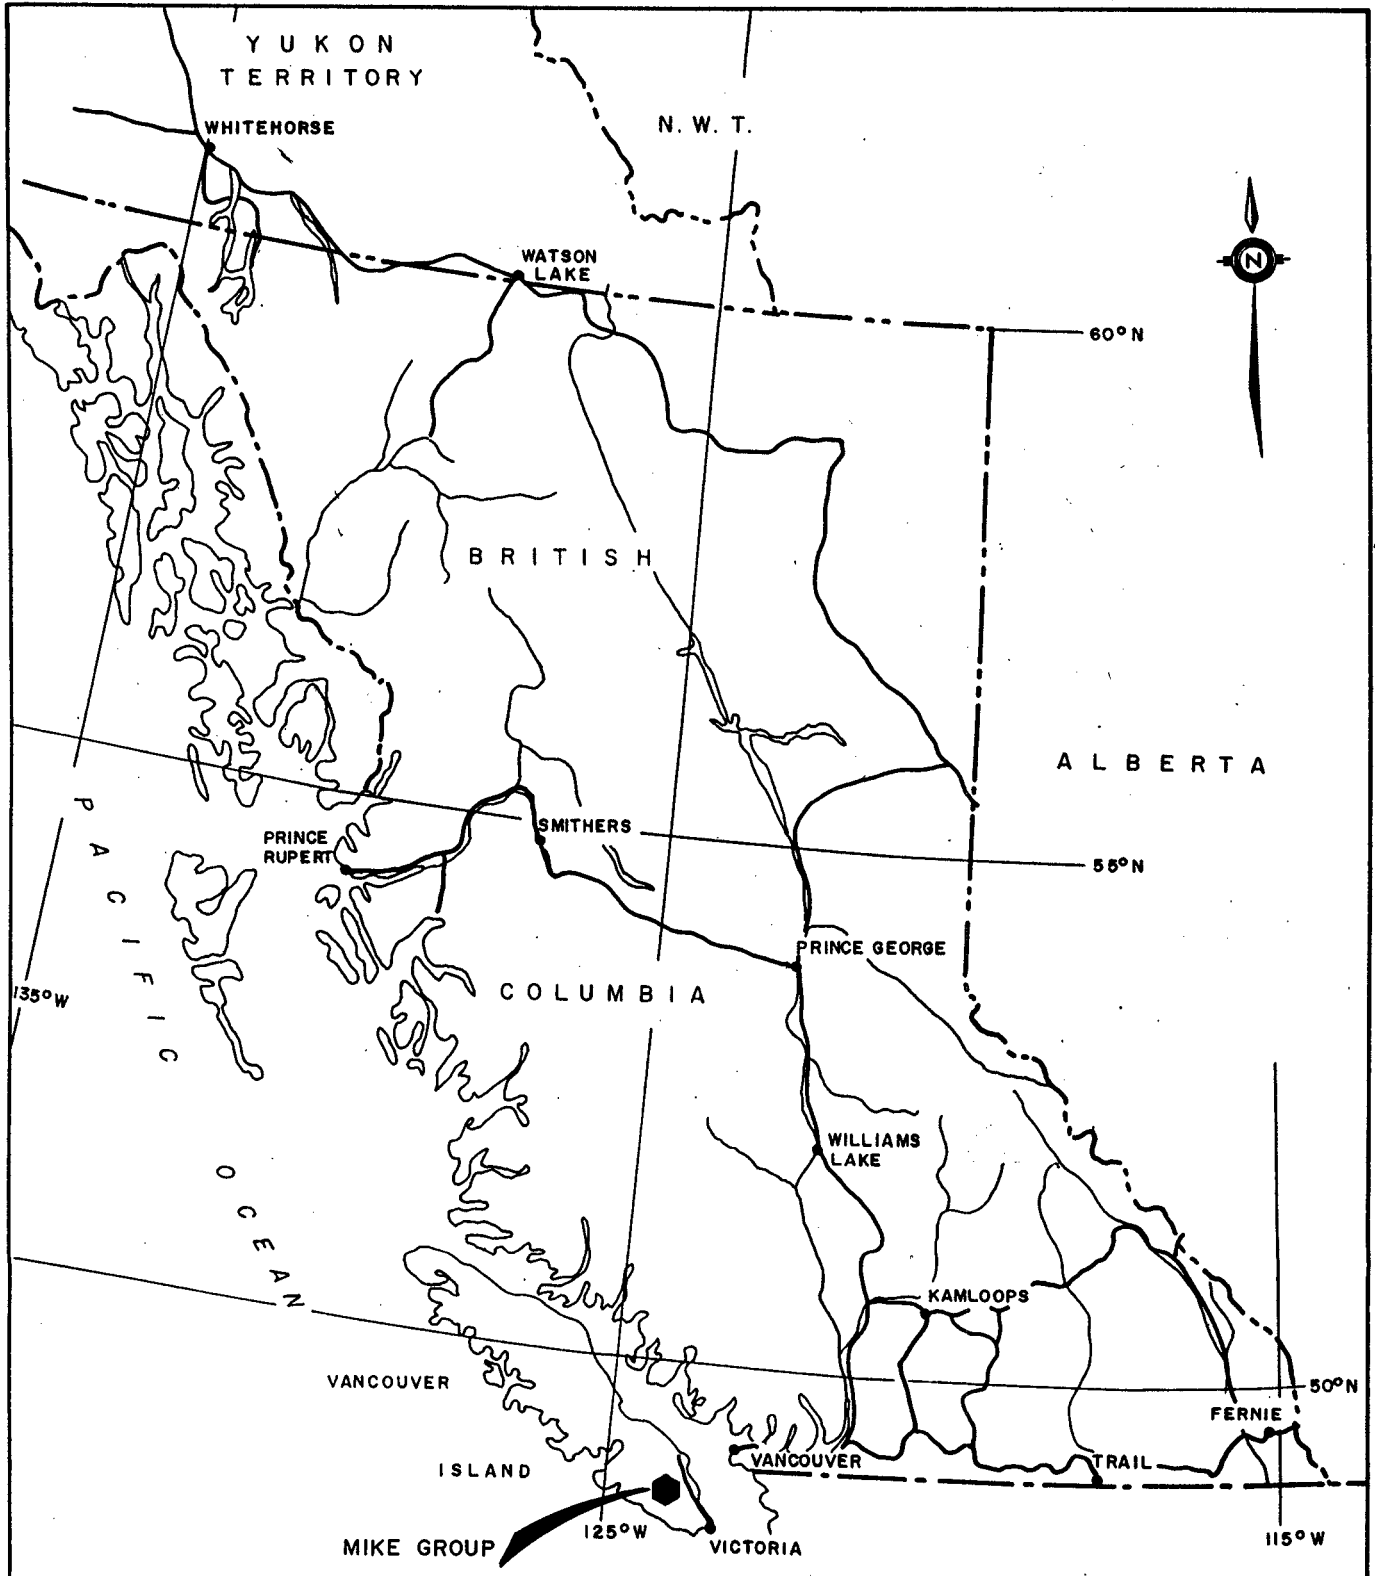 YUKON
TERRITORY
N. W. T.
WHITEHORSE
WATSON
LAKE
N
60°N
BRITISH
ALBERTA
PACIFIC
SMITHERS
PRINCE
RUPERT
55°N
PRINCE GEORGE
COLUMBIA
135°W
WILLIAMS
LAKE
OCEAN
KAMLOOPS
VANCOUVER
50°N
FERNIE
ISLAND
VANCOUVER
TRAIL
125°W
115°W
MIKE GROUP
VICTORIA